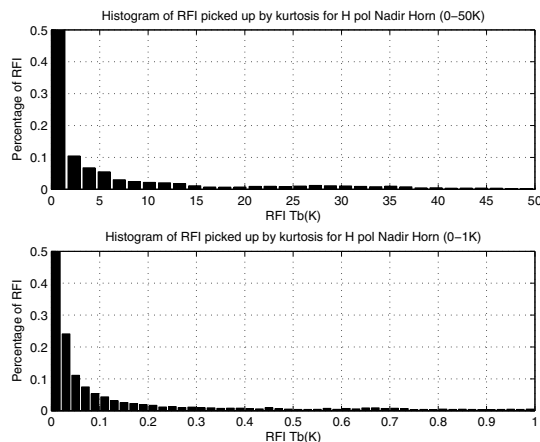 Histogram of RFI picked up by kurtosis for H pol Nadir Horn (0−50K)
0.5
0.4
0.3
0.2
0.1
0
Percentage of RFI
0 5 10 15 20 25 30 35 40 45 50
RFI Tb(K)
Histogram of RFI picked up by kurtosis for H pol Nadir Horn (0−1K)
0.5
0.4
0.3
0.2
0.1
0
Percentage of RFI
0 0.1 0.2 0.3 0.4 0.5 0.6 0.7 0.8 0.9 1
RFI Tb(K)